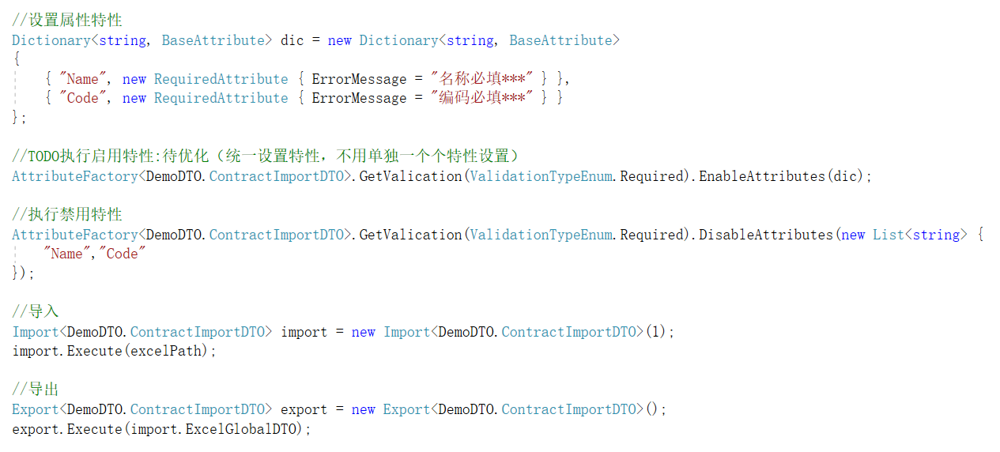 //设置属性特性
Dictionary<string, BaseAttribute> dic = new Dictionary<string, BaseAttribute>
{
{ "Name", new RequiredAttribute { ErrorMessage = "名称必填***" } },
{ "Code", new RequiredAttribute { ErrorMessage = "编码必填***" } }
};
//TODO执行启用特性:待优化（统一设置特性，不用单独一个个特性设置）
AttributeFactory<DemoDTO.ContractImportDTO>.GetValication(ValidationTypeEnum.Required).EnableAttributes(dic);
//执行禁用特性
AttributeFactory<DemoDTO.ContractImportDTO>.GetValication(ValidationTypeEnum.Required).DisableAttributes(new List<string> {
"Name","Code"
});
//导入
Import<DemoDTO.ContractImportDTO> import = new Import<DemoDTO.ContractImportDTO>(1);
import.Execute(excelPath);
//导出
Export<DemoDTO.ContractImportDTO> export = new Export<DemoDTO.ContractImportDTO>();
export.Execute(import.ExcelGlobalDTO);